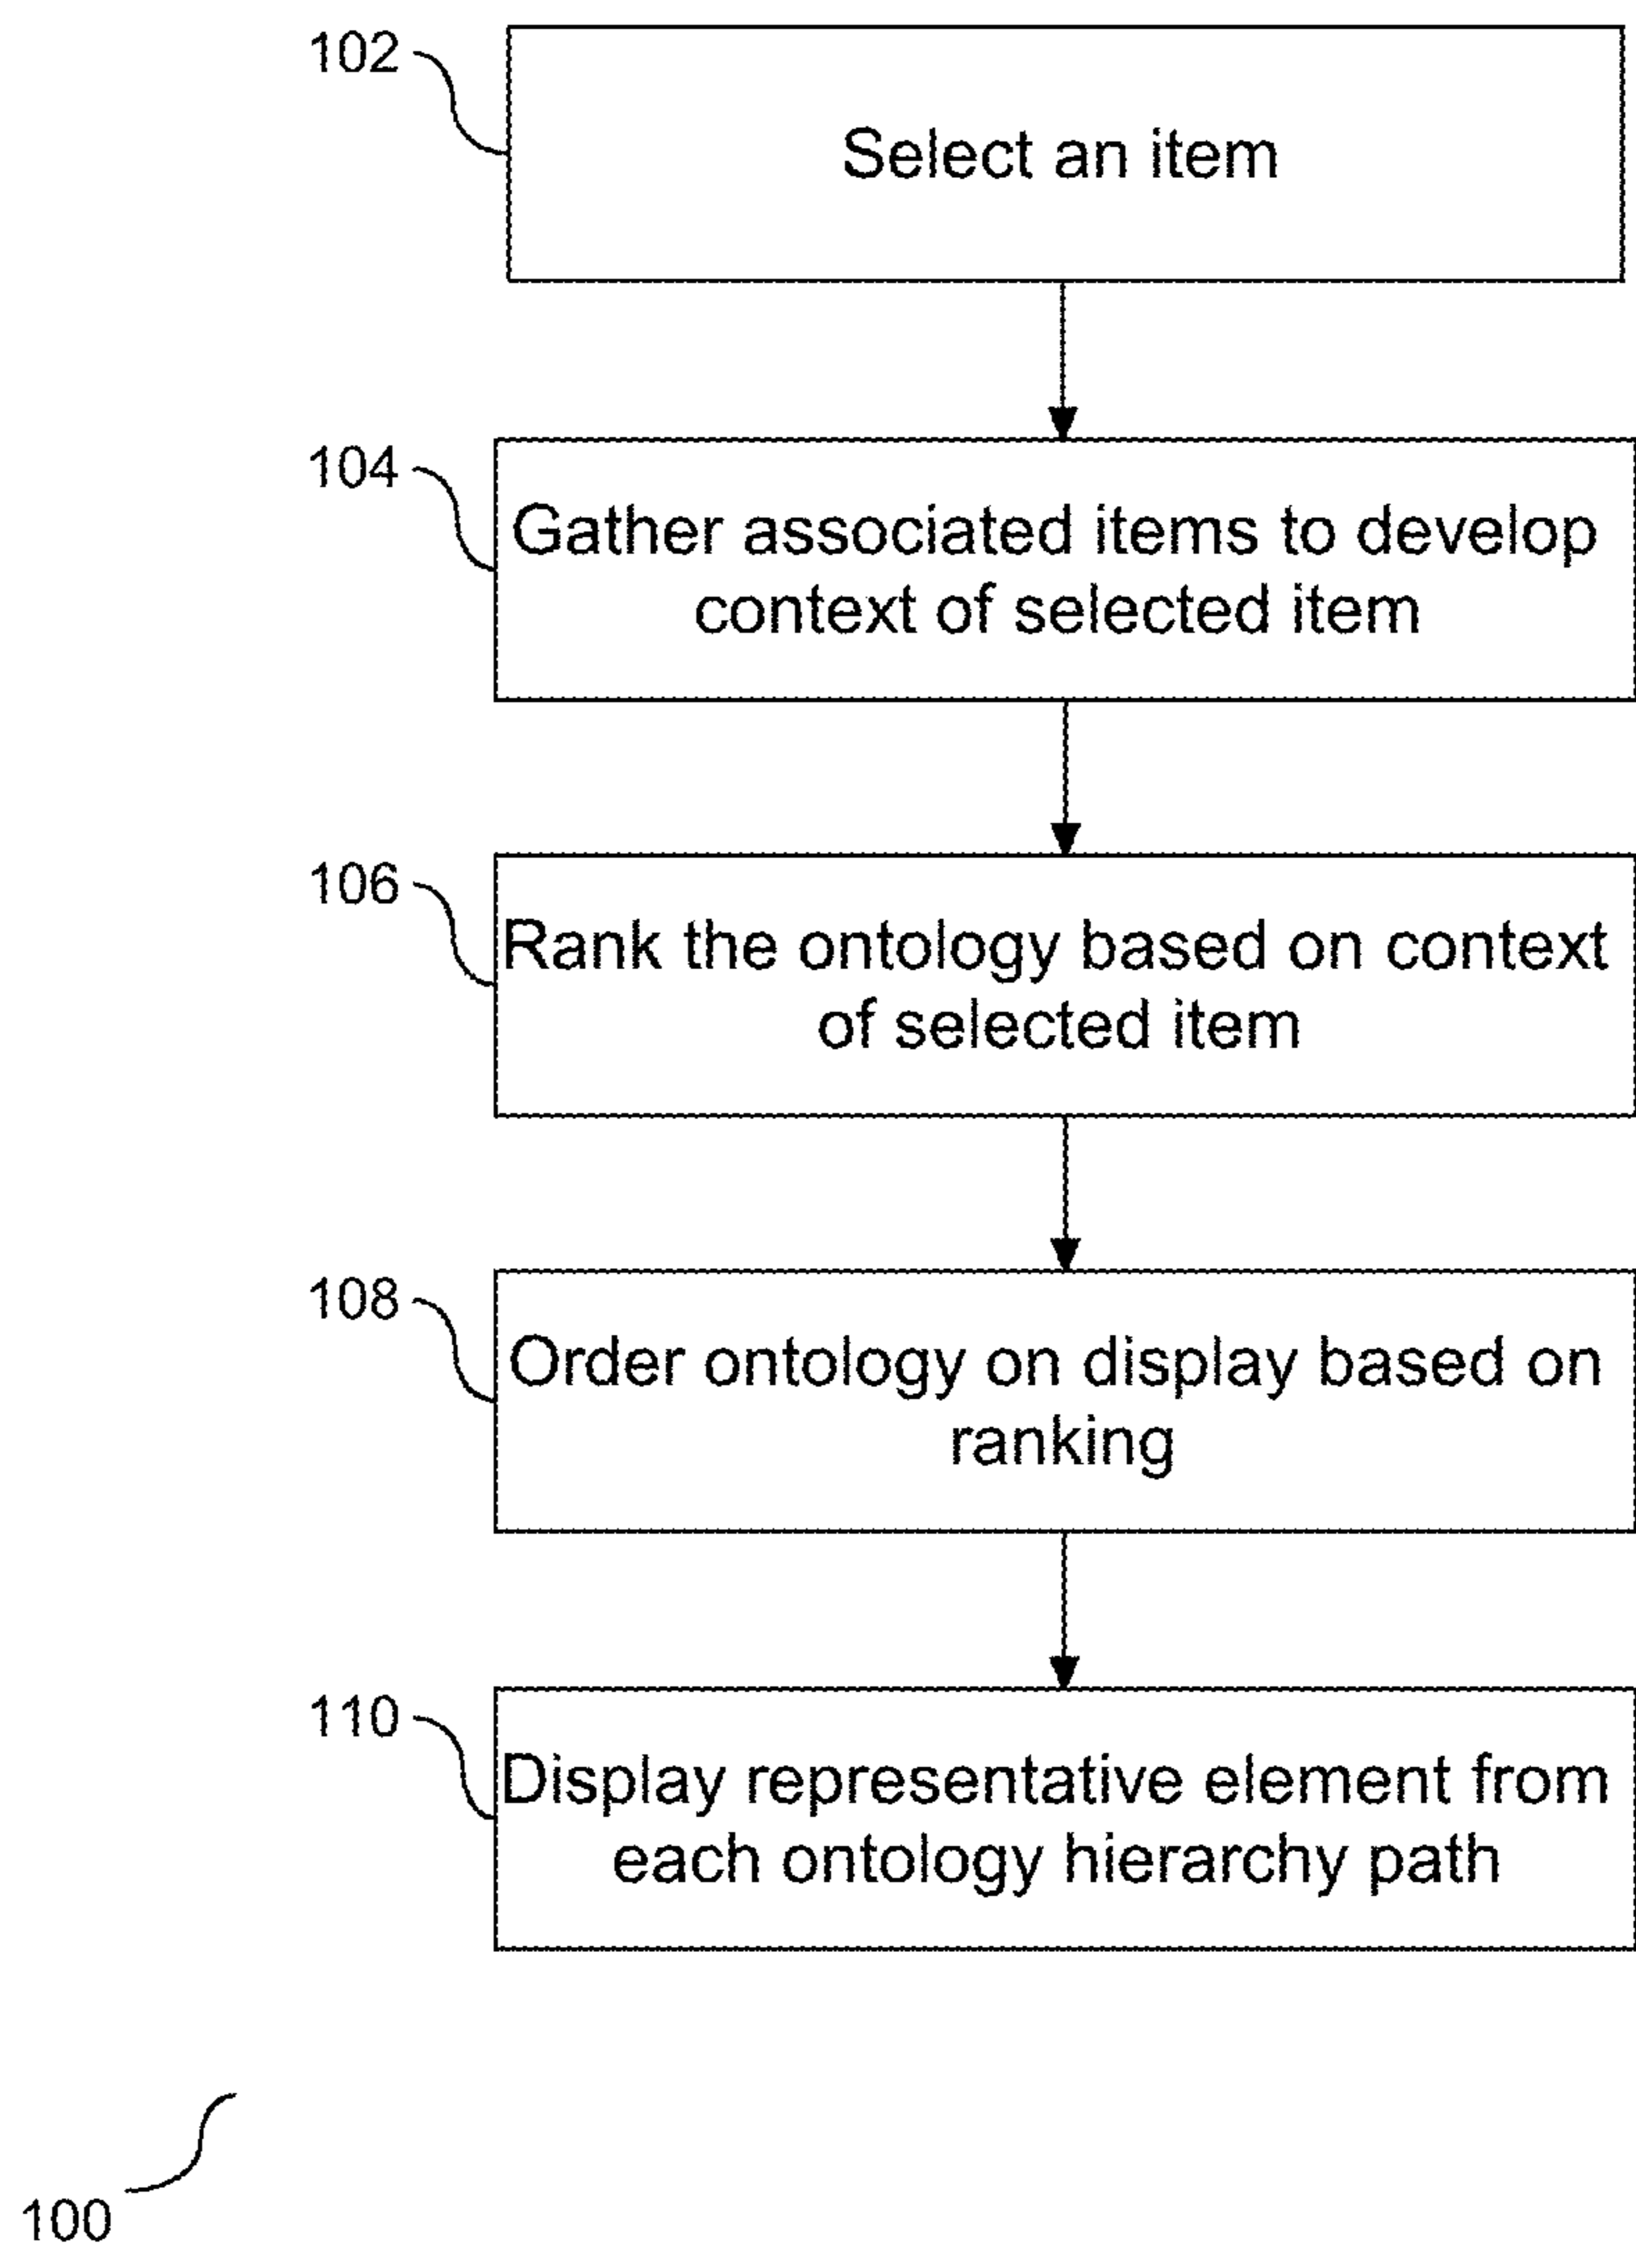 102
Select an item
104
Gather associated items to develop
context of selected item
106
Rank the ontology based on context
of selected item
108
Order ontology on display based on
ranking
110
Display representative element from
each ontology hierarchy path
100